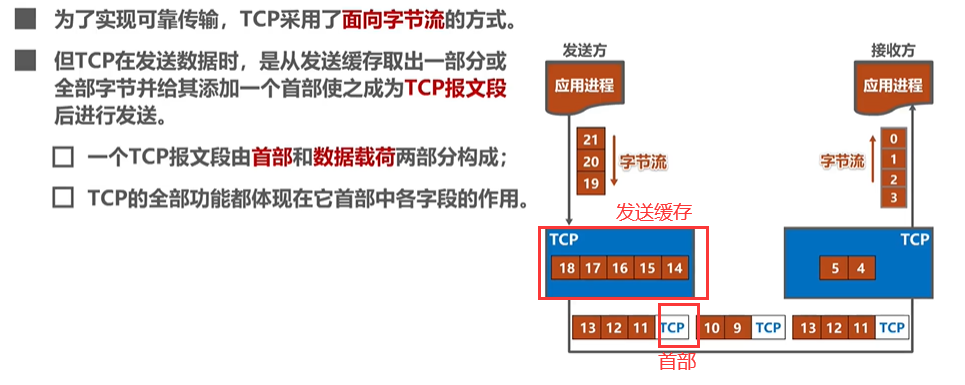 为了实现可靠传输，TCP采用了面向字节流的方式。
但TCP在发送数据时，是从发送缓存取出一部分或
全部字节并给其添加一个首部使之成为TCP报文段
后进行发送。
一个TCP报文段由首部和数据载荷两部分构成；
TCP的全部功能都体现在它首部中各字段的作用。
发送方
接收方
应用进程
应用进程
21
20
19
字节流
字节流
0
1
2
3
发送缓存
TCP
18 17 16 15 14
TCP
5 4
13 12 11 TCP
10 9 TCP
13 12 11 TCP
首部